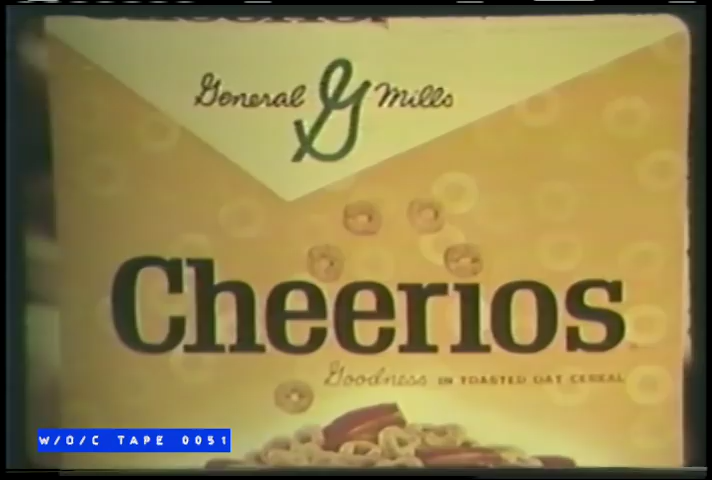 General G Mills
Cheerios
Goodness IN TOASTED OAT CEREAL
W/O/C TAPE 0051